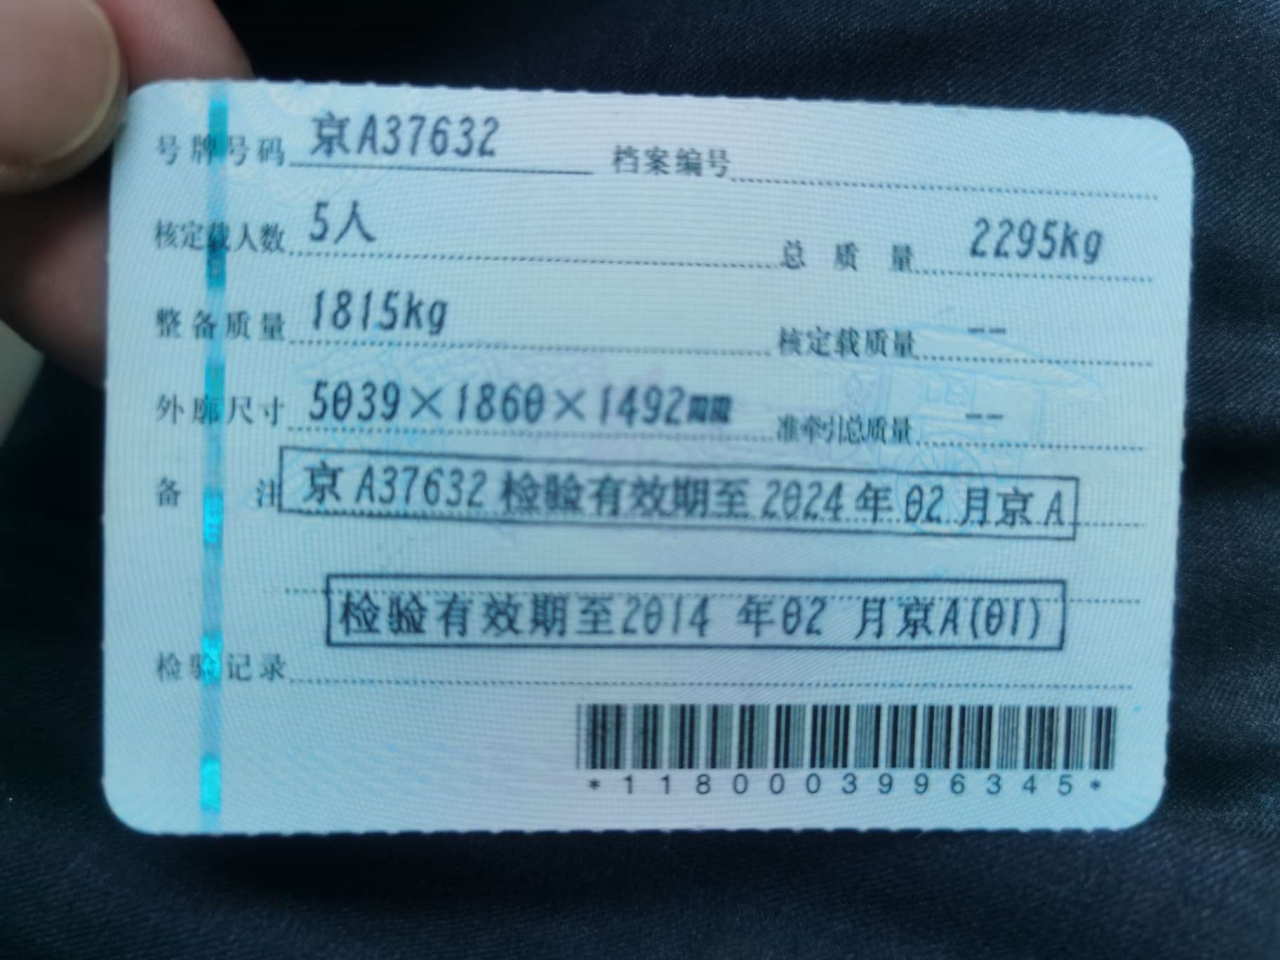 号牌号码 京A37632 档案编号
核定载人数 5人 总质量 2295kg
整备质量 1815kg 核定载质量 --
外廓尺寸 5039×1860×1492mm 准牵引总质量 --
备注 京A37632检验有效期至2024年02月京A
检验有效期至2014 年02 月京A(01)
检验记录
*1180003996345*